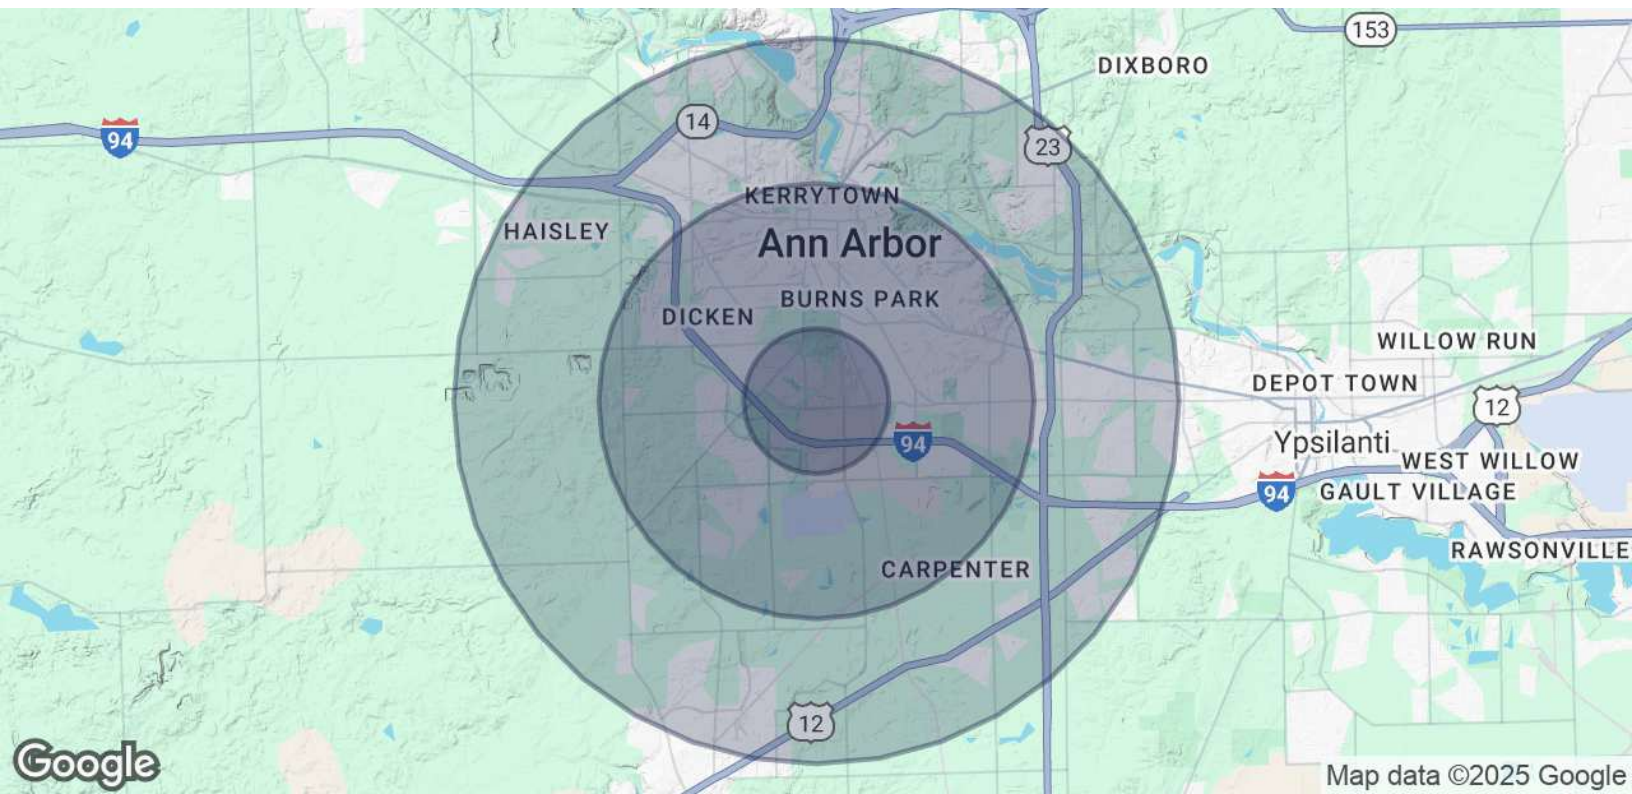 153
DIXBORO
14
94
23
KERRYTOWN
HAISLEY
Ann Arbor
BURNS PARK
DICKEN
WILLOW RUN
DEPOT TOWN
12
94
Ypsilanti
WEST WILLOW
94
GAULT VILLAGE
RAWSONVILLE
CARPENTER
12
Google
Map data ©2025 Google